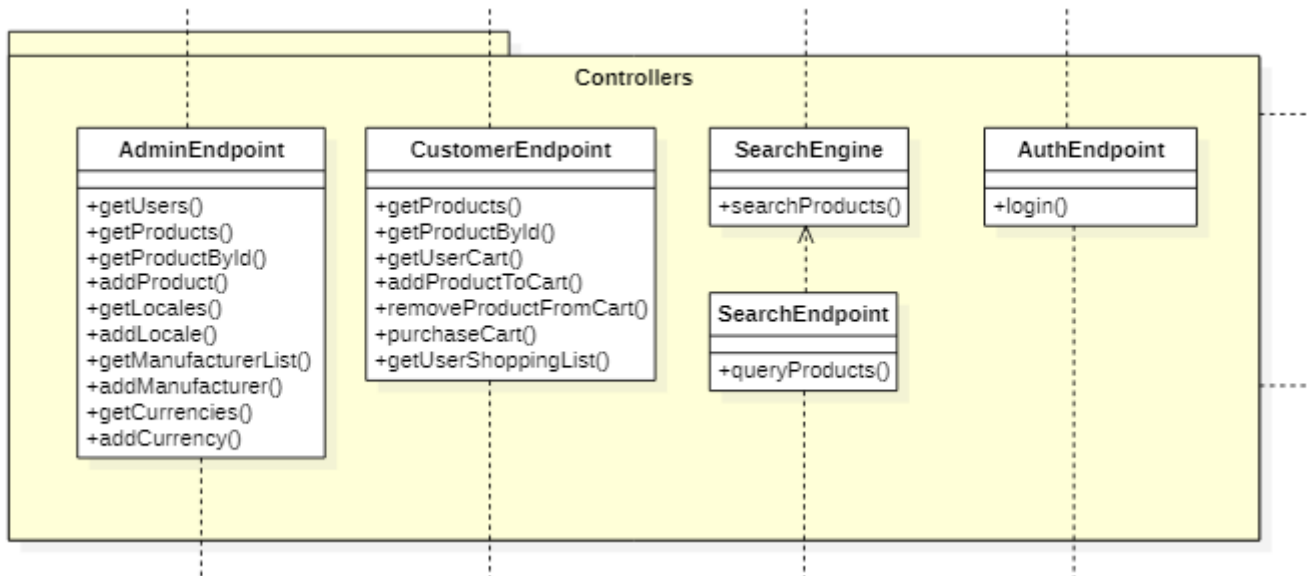 Controllers
AdminEndpoint
+getUsers()
+getProducts()
+getProductById()
+addProduct()
+getLocales()
+addLocale()
+getManufacturerList()
+addManufacturer()
+getCurrencies()
+addCurrency()
CustomerEndpoint
+getProducts()
+getProductById()
+getUserCart()
+addProductToCart()
+removeProductFromCart()
+purchaseCart()
+getUserShoppingList()
SearchEngine
+searchProducts()
SearchEndpoint
+queryProducts()
AuthEndpoint
+login()